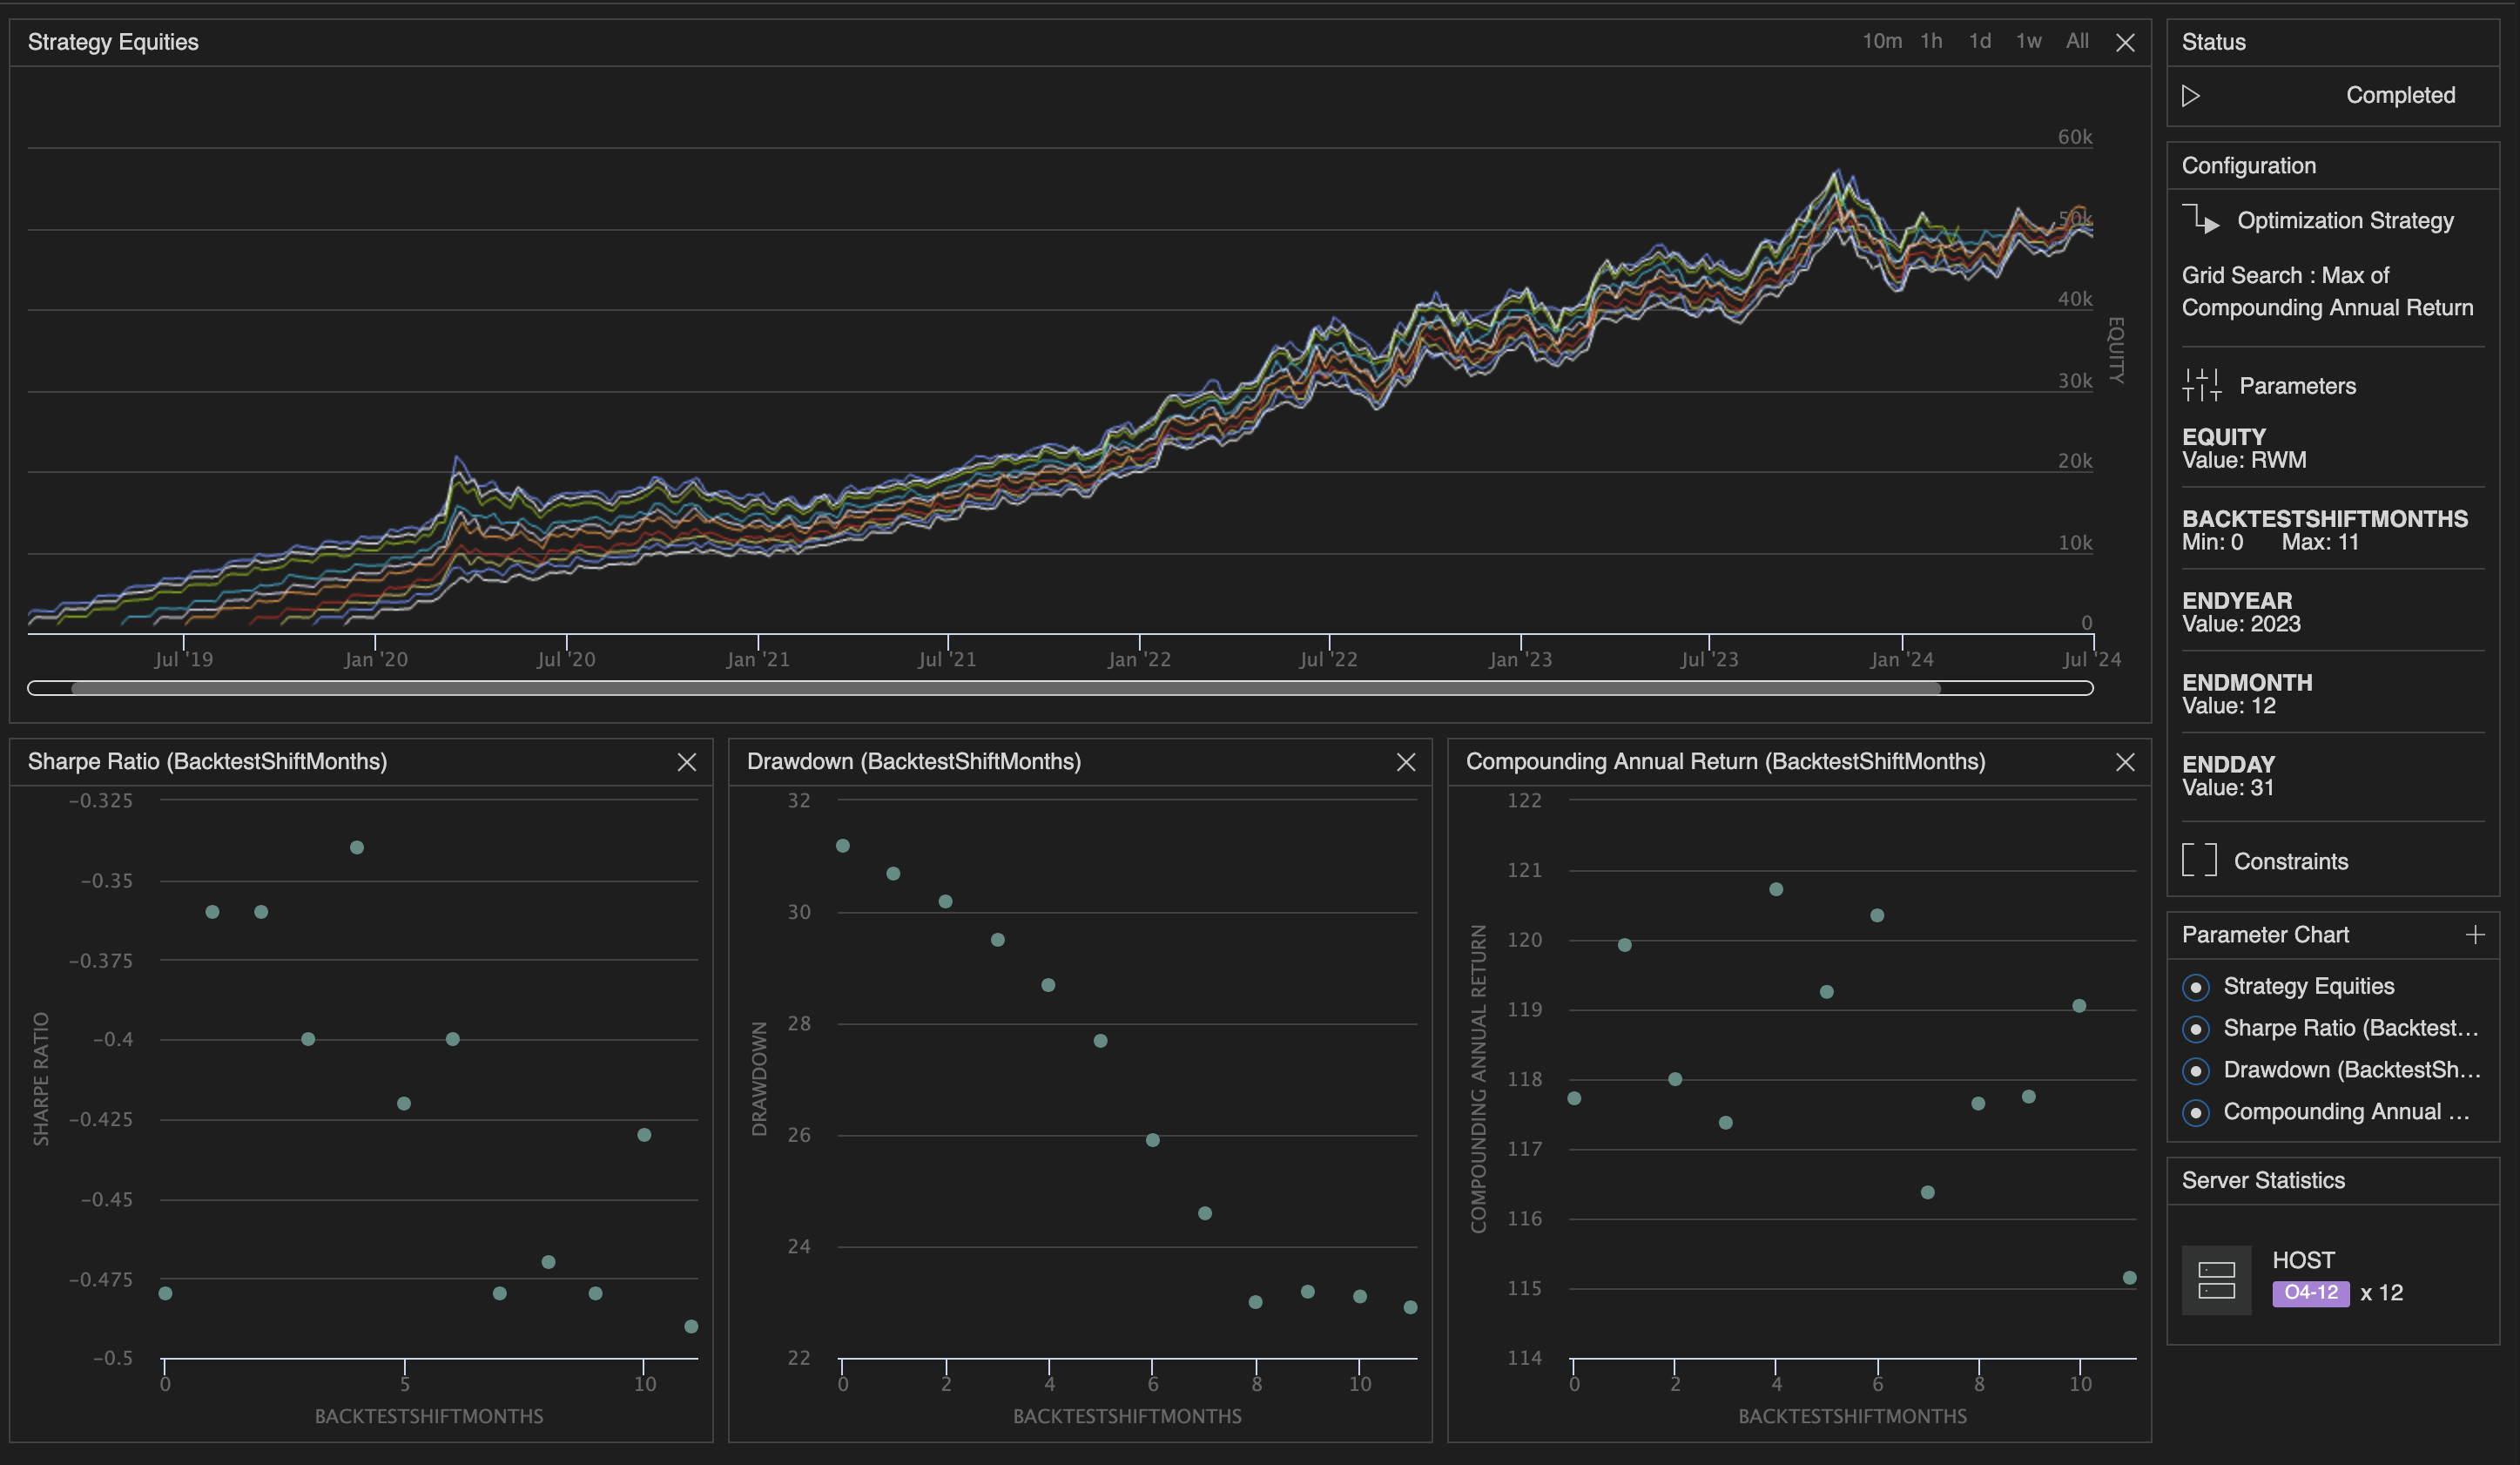 Strategy Equities
10m 1h 1d 1w All
60k
50k
40k
30k
20k
10k
0
EQUITY
Jul '19 Jan '20 Jul '20 Jan '21 Jul '21 Jan '22 Jul '22 Jan '23 Jul '23 Jan '24 Jul '24
Sharpe Ratio (BacktestShiftMonths)
−0.325
−0.35
−0.375
−0.4
−0.425
−0.45
−0.475
−0.5
SHARPE RATIO
0 5 10
BACKTESTSHIFTMONTHS
Drawdown (BacktestShiftMonths)
32
30
28
26
24
22
DRAWDOWN
0 2 4 6 8 10
BACKTESTSHIFTMONTHS
Compounding Annual Return (BacktestShiftMonths)
122
121
120
119
118
117
116
115
114
COMPOUNDING ANNUAL RETURN
0 2 4 6 8 10
BACKTESTSHIFTMONTHS
Status
Completed
Configuration
Optimization Strategy
Grid Search : Max of
Compounding Annual Return
Parameters
EQUITY
Value: RWM
BACKTESTSHIFTMONTHS
Min: 0 Max: 11
ENDYEAR
Value: 2023
ENDMONTH
Value: 12
ENDDAY
Value: 31
Constraints
Parameter Chart
Strategy Equities
Sharpe Ratio (Backtest...
Drawdown (BacktestSh...
Compounding Annual ...
Server Statistics
HOST
O4-12 x 12